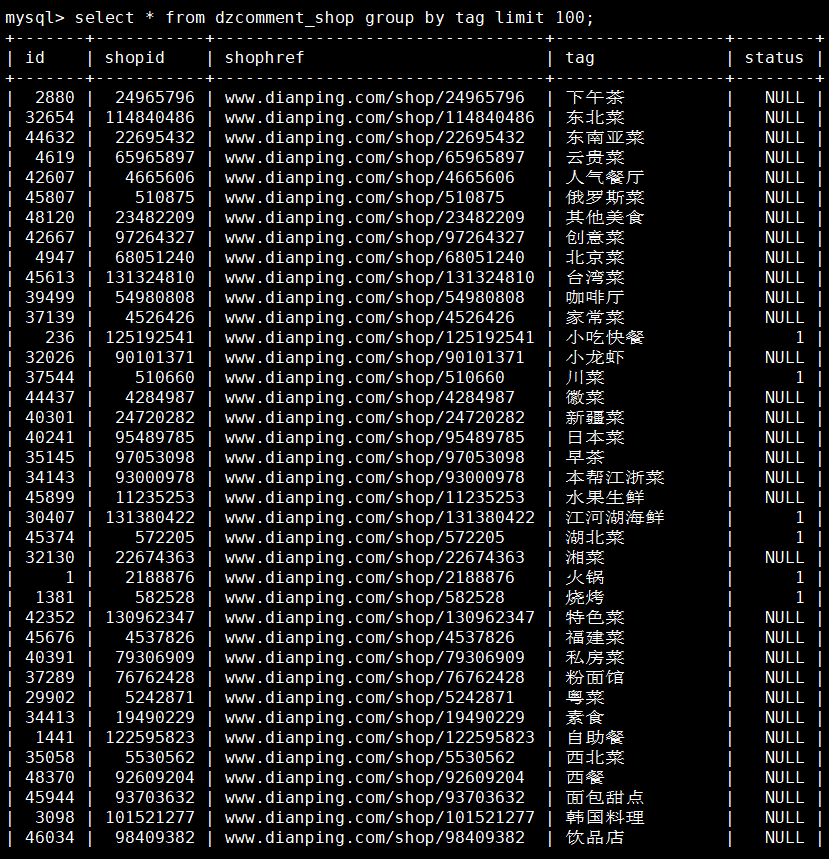 mysql> select * from dzcomment_shop group by tag limit 100;
+-------+-----------+----------------------------------+-----------------+--------+
| id    | shopid    | shophref                         | tag             | status |
+-------+-----------+----------------------------------+-----------------+--------+
|  2880 |  24965796 | www.dianping.com/shop/24965796   | 下午茶          |   NULL |
| 32654 | 114840486 | www.dianping.com/shop/114840486  | 东北菜          |   NULL |
| 44632 |  22695432 | www.dianping.com/shop/22695432   | 东南亚菜        |   NULL |
|  4619 |  65965897 | www.dianping.com/shop/65965897   | 云贵菜          |   NULL |
| 42607 |   4665606 | www.dianping.com/shop/4665606    | 人气餐厅        |   NULL |
| 45807 |    510875 | www.dianping.com/shop/510875     | 俄罗斯菜        |   NULL |
| 48120 |  23482209 | www.dianping.com/shop/23482209   | 其他美食        |   NULL |
| 42667 |  97264327 | www.dianping.com/shop/97264327   | 创意菜          |   NULL |
|  4947 |  68051240 | www.dianping.com/shop/68051240   | 北京菜          |   NULL |
| 45613 | 131324810 | www.dianping.com/shop/131324810  | 台湾菜          |   NULL |
| 39499 |  54980808 | www.dianping.com/shop/54980808   | 咖啡厅          |   NULL |
| 37139 |   4526426 | www.dianping.com/shop/4526426    | 家常菜          |   NULL |
|   236 | 125192541 | www.dianping.com/shop/125192541  | 小吃快餐        |      1 |
| 32026 |  90101371 | www.dianping.com/shop/90101371   | 小龙虾          |   NULL |
| 37544 |    510660 | www.dianping.com/shop/510660     | 川菜            |      1 |
| 44437 |   4284987 | www.dianping.com/shop/4284987    | 徽菜            |   NULL |
| 40301 |  24720282 | www.dianping.com/shop/24720282   | 新疆菜          |   NULL |
| 40241 |  95489785 | www.dianping.com/shop/95489785   | 日本菜          |   NULL |
| 35145 |  97053098 | www.dianping.com/shop/97053098   | 早茶            |   NULL |
| 34143 |  93000978 | www.dianping.com/shop/93000978   | 本帮江浙菜      |   NULL |
| 45899 |  11235253 | www.dianping.com/shop/11235253   | 水果生鲜        |   NULL |
| 30407 | 131380422 | www.dianping.com/shop/131380422  | 江河湖海鲜      |      1 |
| 45374 |    572205 | www.dianping.com/shop/572205     | 湖北菜          |      1 |
| 32130 |  22674363 | www.dianping.com/shop/22674363   | 湘菜            |   NULL |
|     1 |   2188876 | www.dianping.com/shop/2188876    | 火锅            |      1 |
|  1381 |    582528 | www.dianping.com/shop/582528     | 烧烤            |      1 |
| 42352 | 130962347 | www.dianping.com/shop/130962347  | 特色菜          |   NULL |
| 45676 |   4537826 | www.dianping.com/shop/4537826    | 福建菜          |   NULL |
| 40391 |  79306909 | www.dianping.com/shop/79306909   | 私房菜          |   NULL |
| 37289 |  76762428 | www.dianping.com/shop/76762428   | 粉面馆          |   NULL |
| 29902 |   5242871 | www.dianping.com/shop/5242871    | 粤菜            |   NULL |
| 34413 |  19490229 | www.dianping.com/shop/19490229   | 素食            |   NULL |
|  1441 | 122595823 | www.dianping.com/shop/122595823  | 自助餐          |   NULL |
| 35058 |   5530562 | www.dianping.com/shop/5530562    | 西北菜          |   NULL |
| 48370 |  92609204 | www.dianping.com/shop/92609204   | 西餐            |   NULL |
| 45944 |  93703632 | www.dianping.com/shop/93703632   | 面包甜点        |   NULL |
|  3098 | 101521277 | www.dianping.com/shop/101521277  | 韩国料理        |   NULL |
| 46034 |  98409382 | www.dianping.com/shop/98409382   | 饮品店          |   NULL |